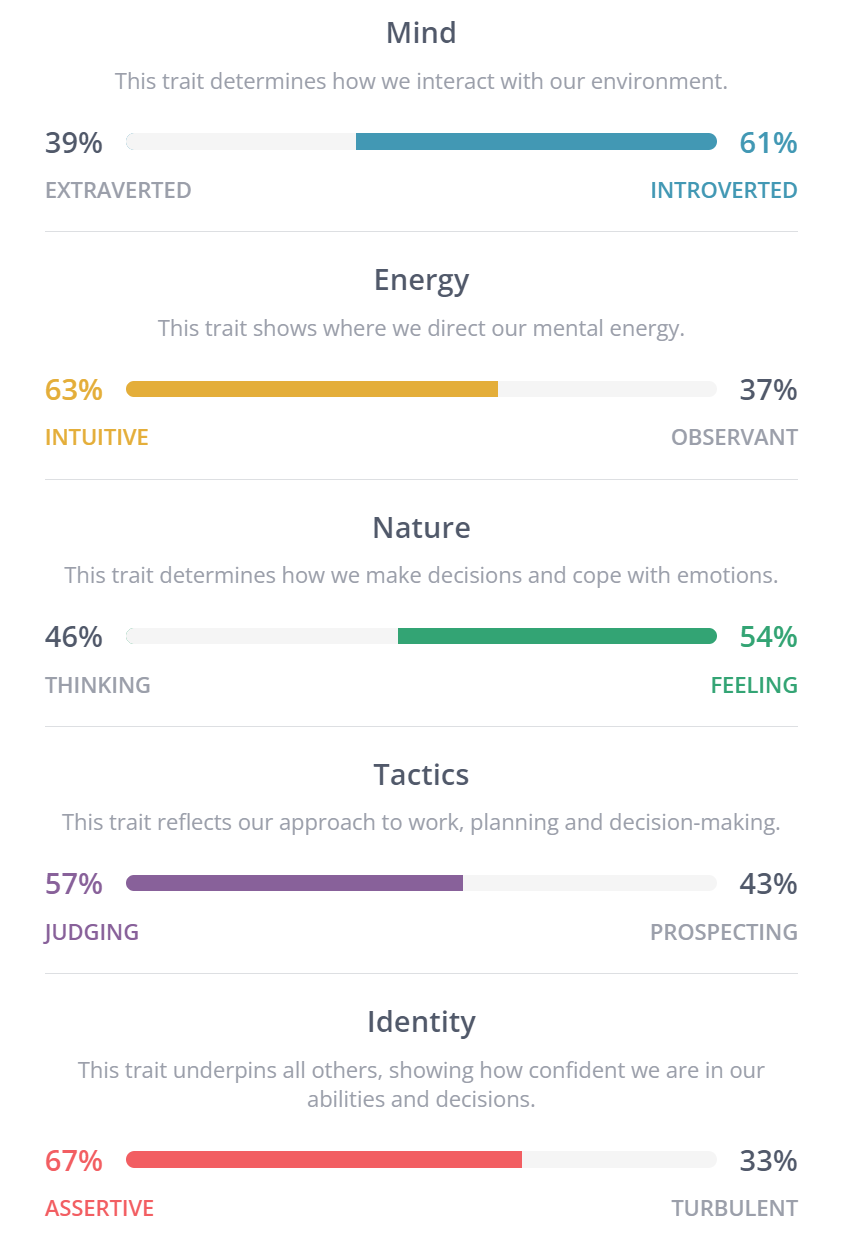 Mind
This trait determines how we interact with our environment.
39% 61%
EXTRAVERTED INTROVERTED
Energy
This trait shows where we direct our mental energy.
63% 37%
INTUITIVE OBSERVANT
Nature
This trait determines how we make decisions and cope with emotions.
46% 54%
THINKING FEELING
Tactics
This trait reflects our approach to work, planning and decision-making.
57% 43%
JUDGING PROSPECTING
Identity
This trait underpins all others, showing how confident we are in our
abilities and decisions.
67% 33%
ASSERTIVE TURBULENT